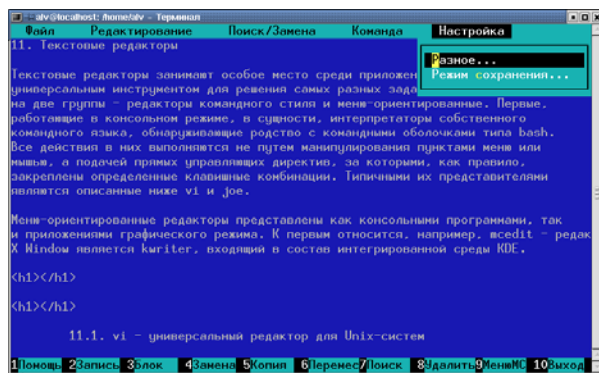 alv@localhost: /home/alv - Терминал
Файл Редактирование Поиск/Замена Команда Настройка
11. Текстовые редакторы
Разное...
Режим сохранения...
Текстовые редакторы занимают особое место среди приложен
универсальным инструментом для решения самых разных зада
на две группы - редакторы командного стиля и меню-ориентированные. Первые,
работающие в консольном режиме, в сущности, интерпретаторы собственного
командного языка, обнаруживающие родство с командными оболочками типа bash.
Все действия в них выполняются не путем манипулирования пунктами меню или
мышью, а подачей прямых управляющих директив, за которыми, как правило,
закреплены определенные клавишные комбинации. Типичными их представителями
являются описанные ниже vi и joe.
Меню-ориентированные редакторы представлены как консольными программами, так
и приложениями графического режима. К первым относится, например, mcedit - редак
X Window является kwriter, входящий в состав интегрированной среды KDE.
<h1></h1>
<h1></h1>
11.1. vi - универсальный редактор для Unix-систем
1Помощь 2Запись 3Блок 4Замена 5Копия 6Перемес 7Поиск 8Удалить 9МенюMC 10Выход